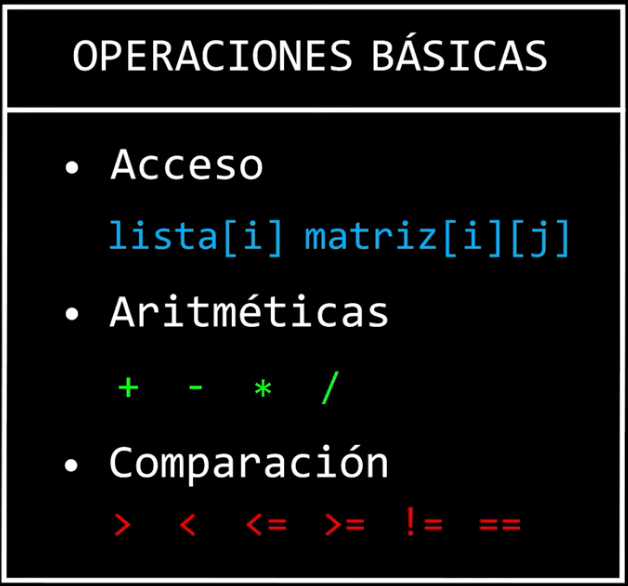 OPERACIONES BÁSICAS
• Acceso
lista[i] matriz[i][j]
• Aritméticas
+ - * /
• Comparación
> < <= >= != ==